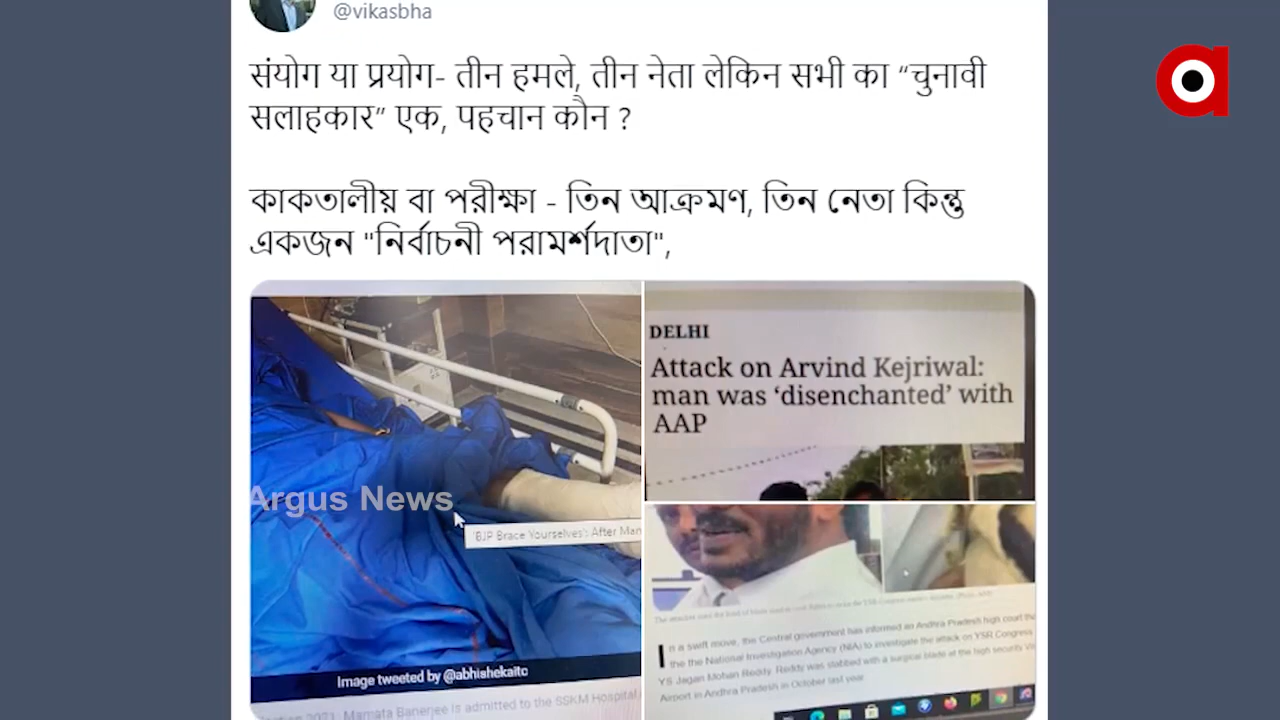 @vikasbha
संयोग या प्रयोग- तीन हमले, तीन नेता लेकिन सभी का “चुनावी
सलाहकार” एक, पहचान कौन ?
কাকতালীয় বা পরীক্ষা - তিন আক্রমণ, তিন নেতা কিন্তু
একজন "নির্বাচনী পরামর্শদাতা",
Argus News
'BJP Brace Yourselves': After Man
Image tweeted by @abhishekaitc
2021: Mamata Banerjee is admitted to the SSKM Hospital
DELHI
Attack on Arvind Kejriwal:
man was ‘disenchanted’ with
AAP
In a swift move, the Central government has informed an Andhra Pradesh high court
the the National Investigation Agency (NIA) to investigate the attack on YSR Congress
YS Jagan Mohan Reddy. Reddy was stabbed with a surgical blade at the high security
Airport in Andhra Pradesh in October last year.